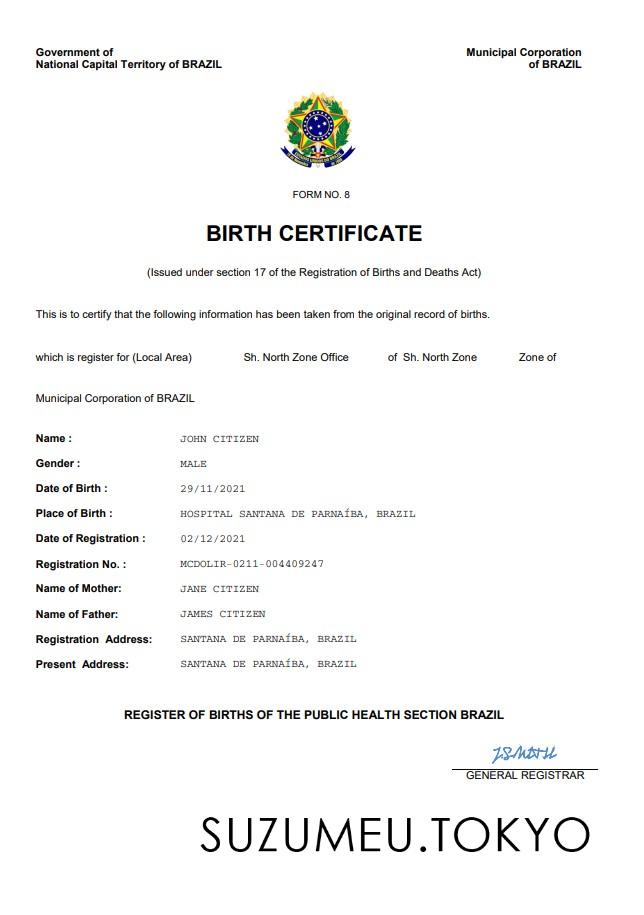 Government of
National Capital Territory of BRAZIL
Municipal Corporation
of BRAZIL
FORM NO. 8
BIRTH CERTIFICATE
(Issued under section 17 of the Registration of Births and Deaths Act)
This is to certify that the following information has been taken from the original record of births.
which is register for (Local Area) Sh. North Zone Office of Sh. North Zone Zone of
Municipal Corporation of BRAZIL
Name : JOHN CITIZEN
Gender : MALE
Date of Birth : 29/11/2021
Place of Birth : HOSPITAL SANTANA DE PARNAÍBA, BRAZIL
Date of Registration : 02/12/2021
Registration No. : MCDOLIR-0211-004409247
Name of Mother: JANE CITIZEN
Name of Father: JAMES CITIZEN
Registration Address: SANTANA DE PARNAÍBA, BRAZIL
Present Address: SANTANA DE PARNAÍBA, BRAZIL
REGISTER OF BIRTHS OF THE PUBLIC HEALTH SECTION BRAZIL
GENERAL REGISTRAR
SUZUMEU.TOKYO